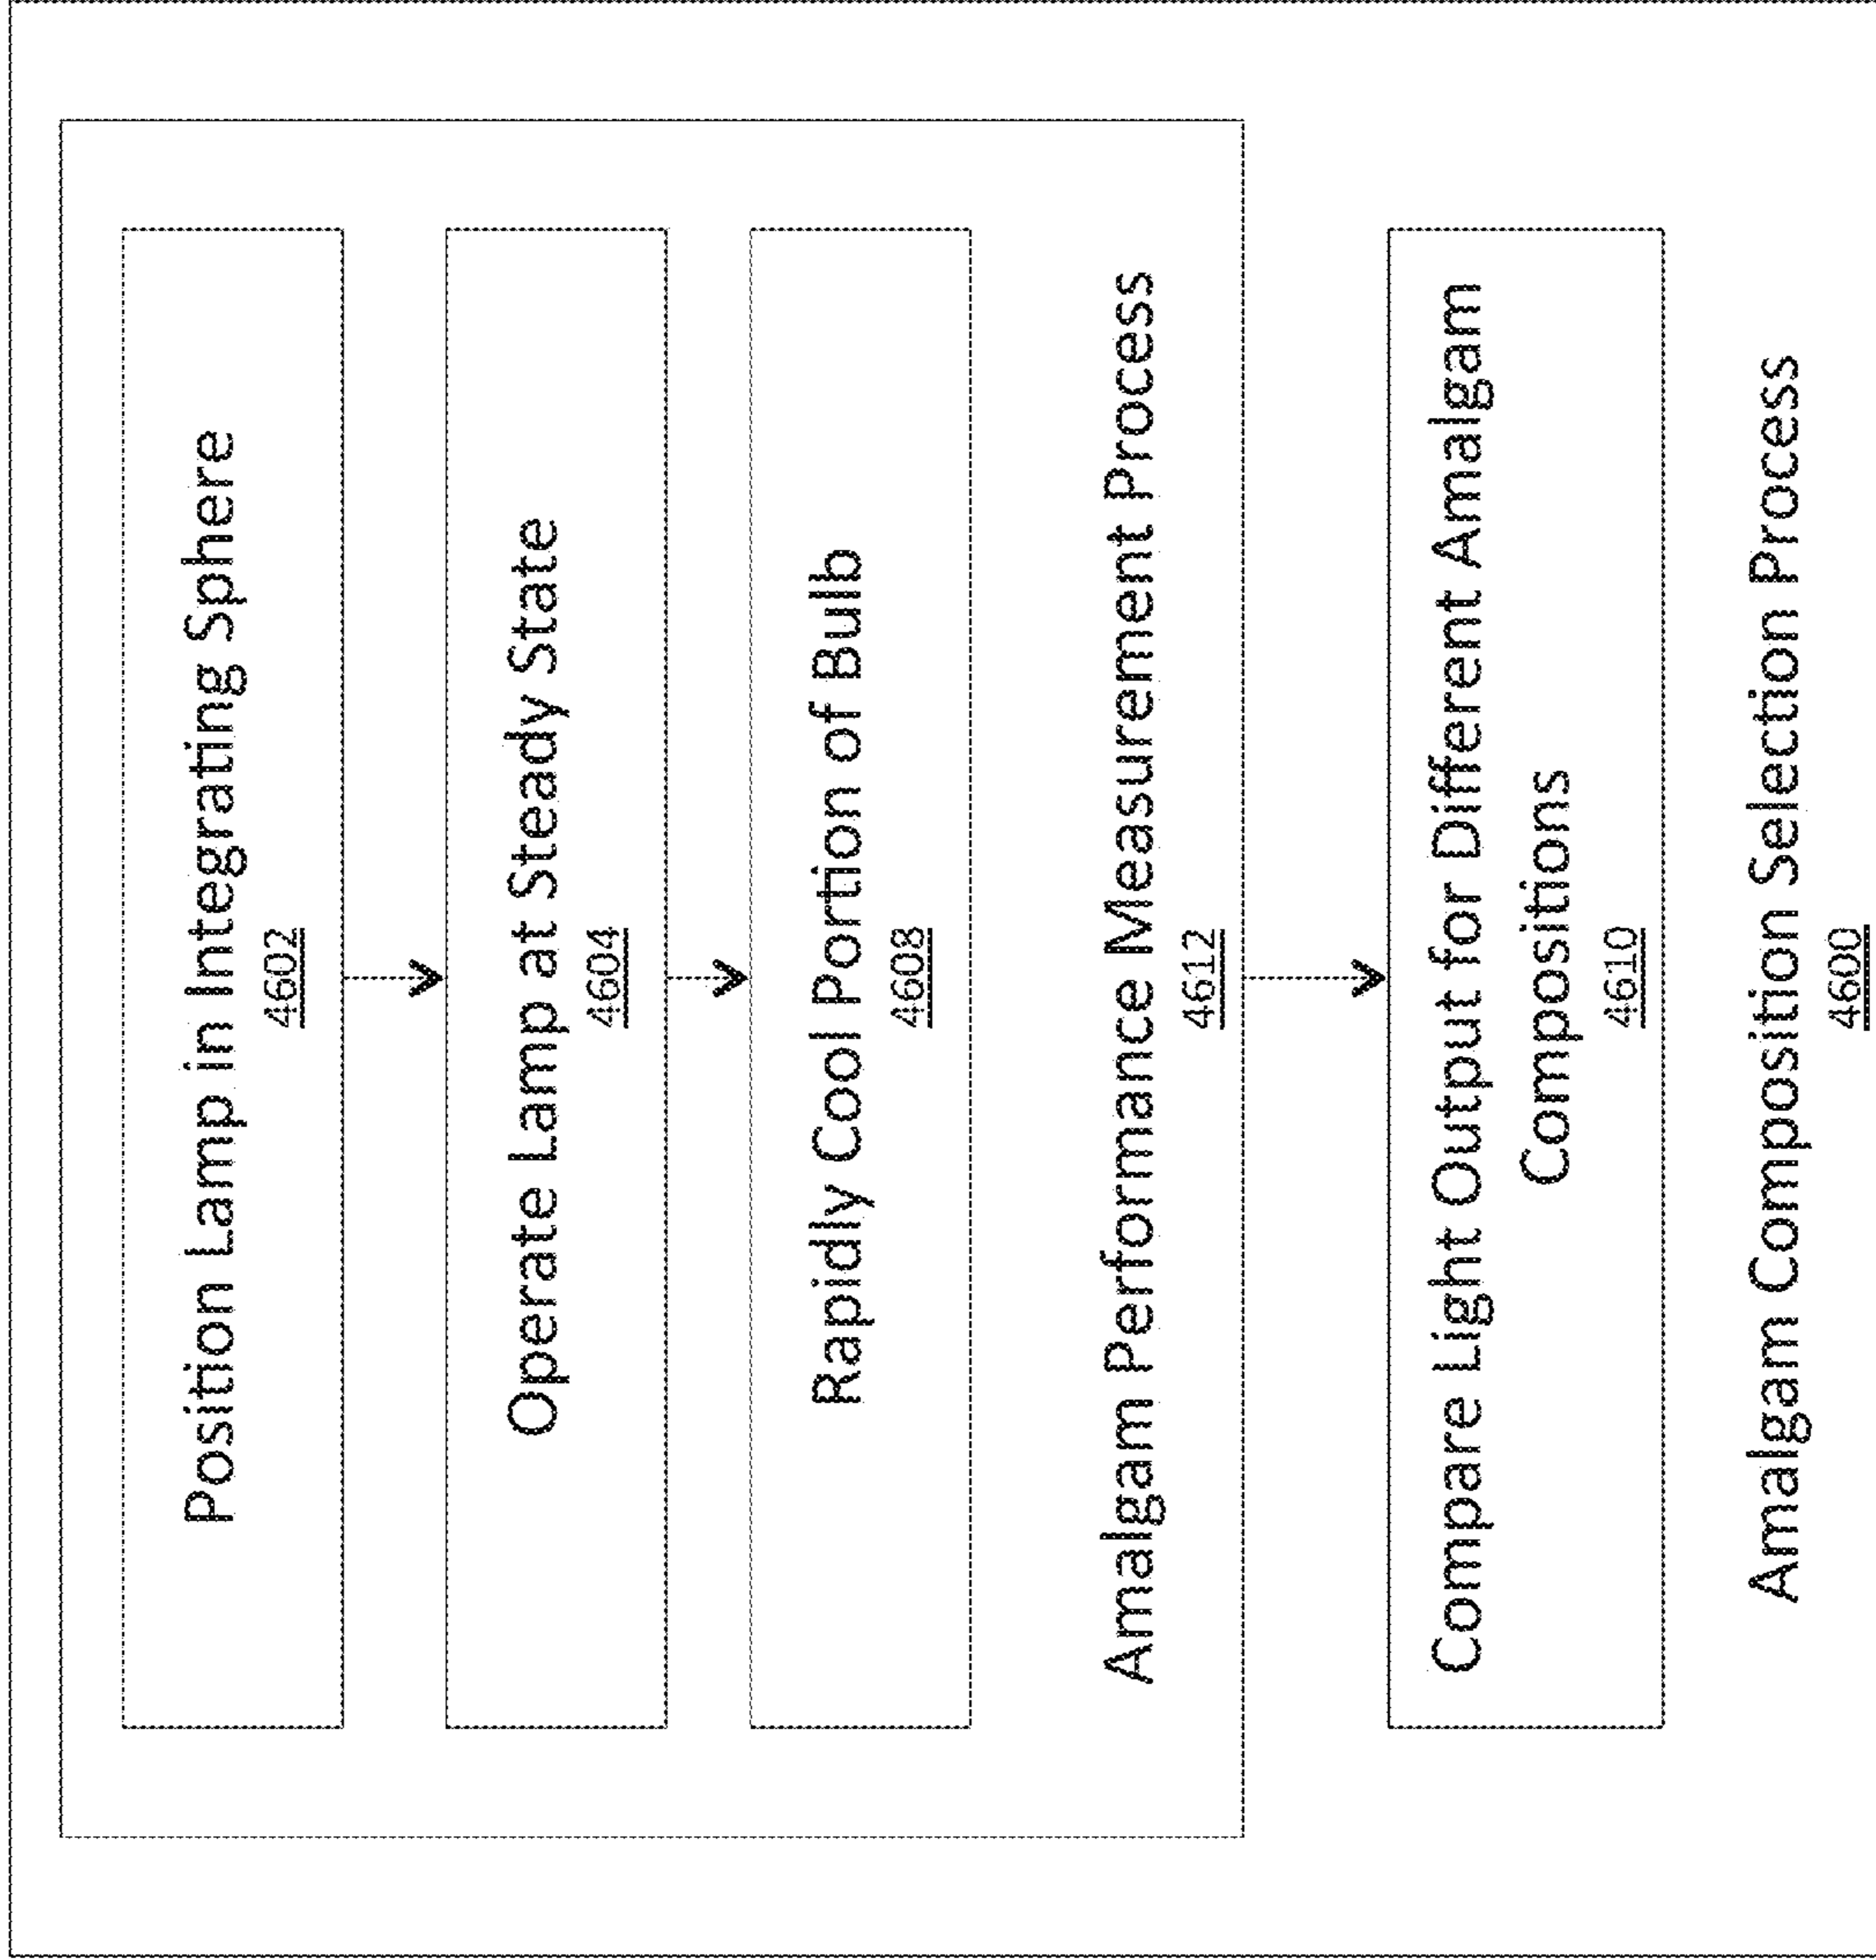 Position Lamp in Integrating Sphere
4602
Operate Lamp at Steady State
4604
Rapidly Cool Portion of Bulb
4608
Amalgam Performance Measurement Process
4612
Compare Light Output for Different Amalgam
Compositions
4610
Amalgam Composition Selection Process
4600